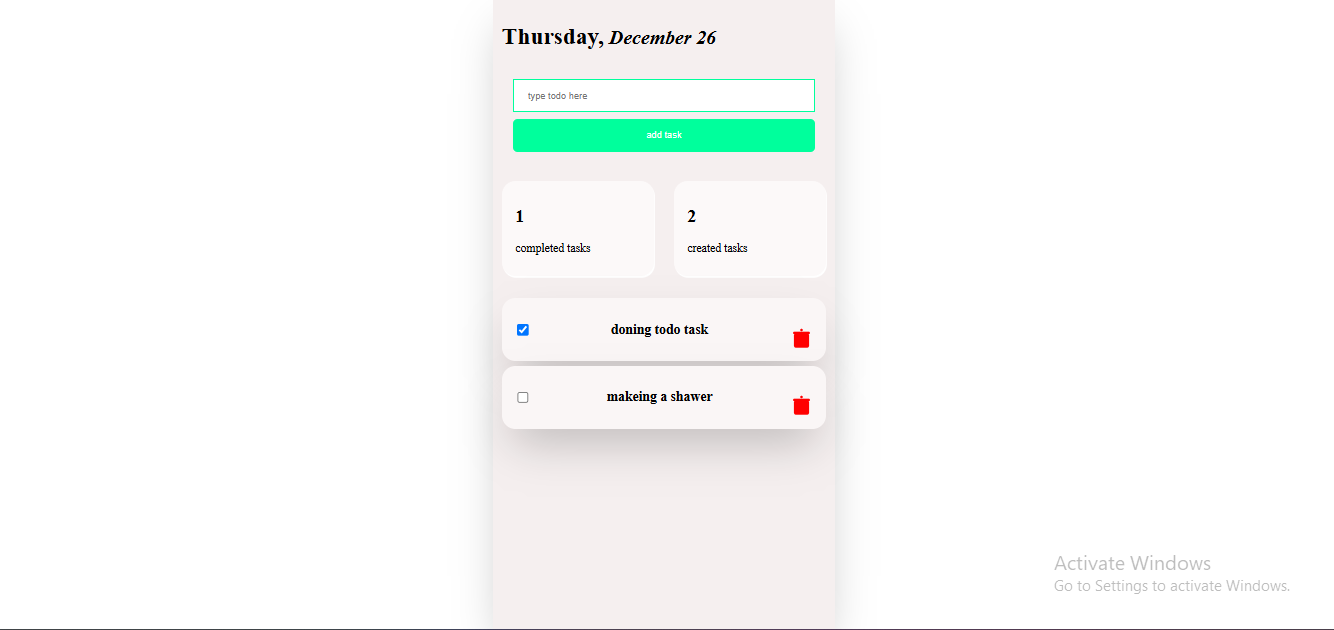 Thursday, December 26
type todo here
add task
1
completed tasks
2
created tasks
doning todo task
makeing a shawer
Activate Windows
Go to Settings to activate Windows.